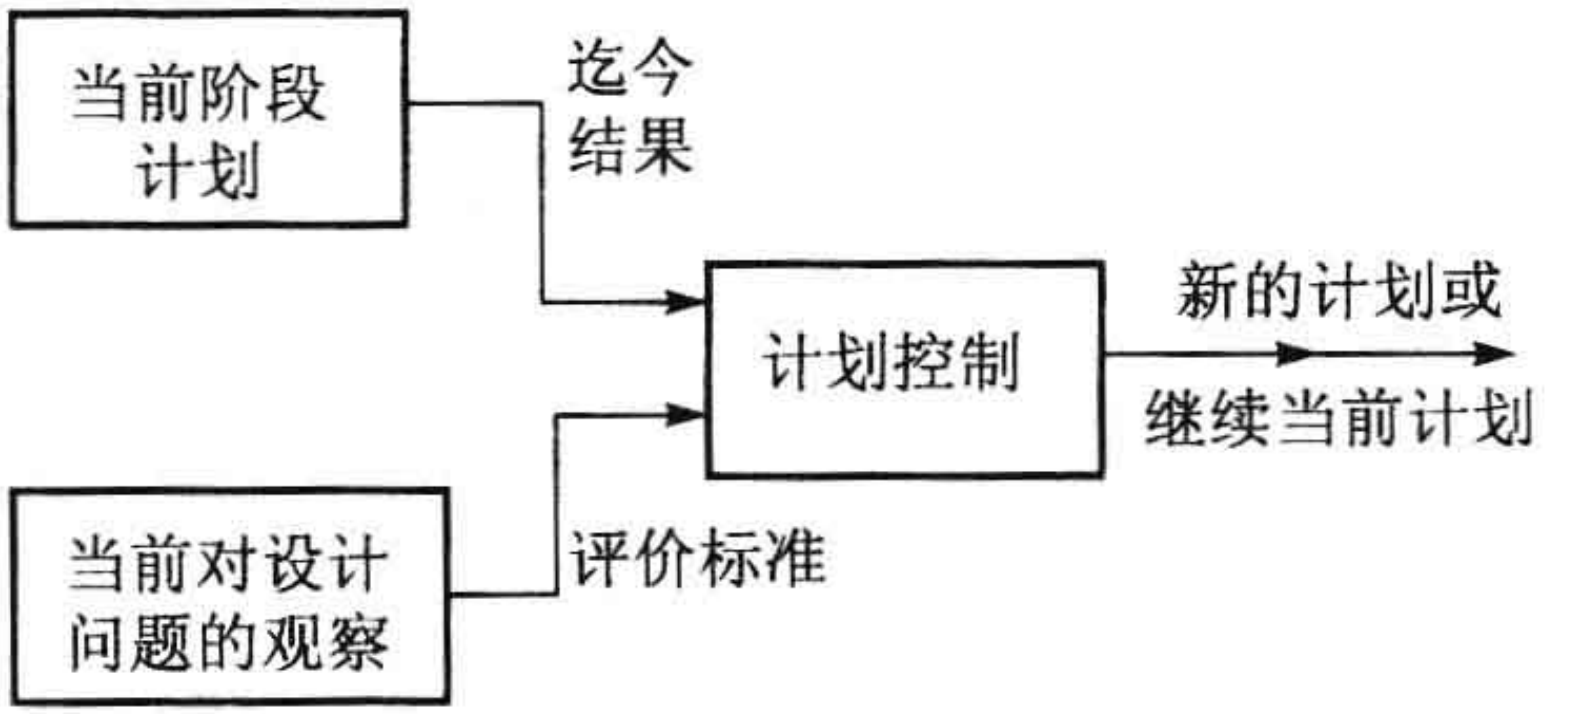 当前阶段
计划
迄今
结果
计划控制
新的计划或
继续当前计划
当前对设计
问题的观察
评价标准